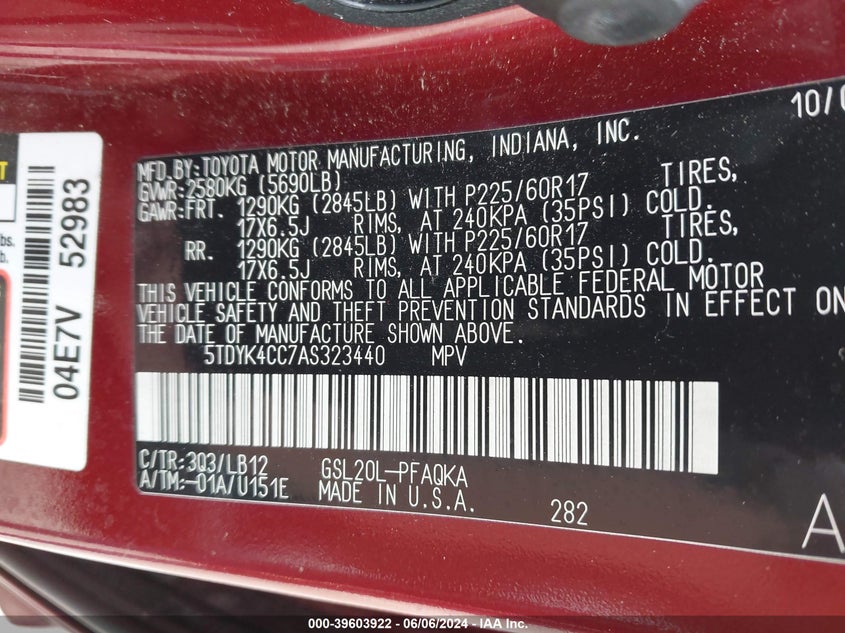 10/0
MFD.BY:TOYOTA MOTOR MANUFACTURING, INDIANA, INC.
GVWR:2580KG (5690LB)
GAWR:FRT. 1290KG (2845LB) WITH P225/60R17 TIRES,
17X6.5J RIMS, AT 240KPA (35PSI) COLD.
RR. 1290KG (2845LB) WITH P225/60R17 TIRES,
17X6.5J RIMS, AT 240KPA (35PSI) COLD.
THIS VEHICLE CONFORMS TO ALL APPLICABLE FEDERAL MOTOR
VEHICLE SAFETY AND THEFT PREVENTION STANDARDS IN EFFECT ON
THE DATE OF MANUFACTURE SHOWN ABOVE.
5TDYK4CC7AS323440 MPV
C/TR:3Q3/LB12 GSL20L-PFAQKA
A/TM:-01A/U151E MADE IN U.S.A.
282
A
04E7V 52983
T
lbs.
000-39603922 - 06/06/2024 - IAA Inc.